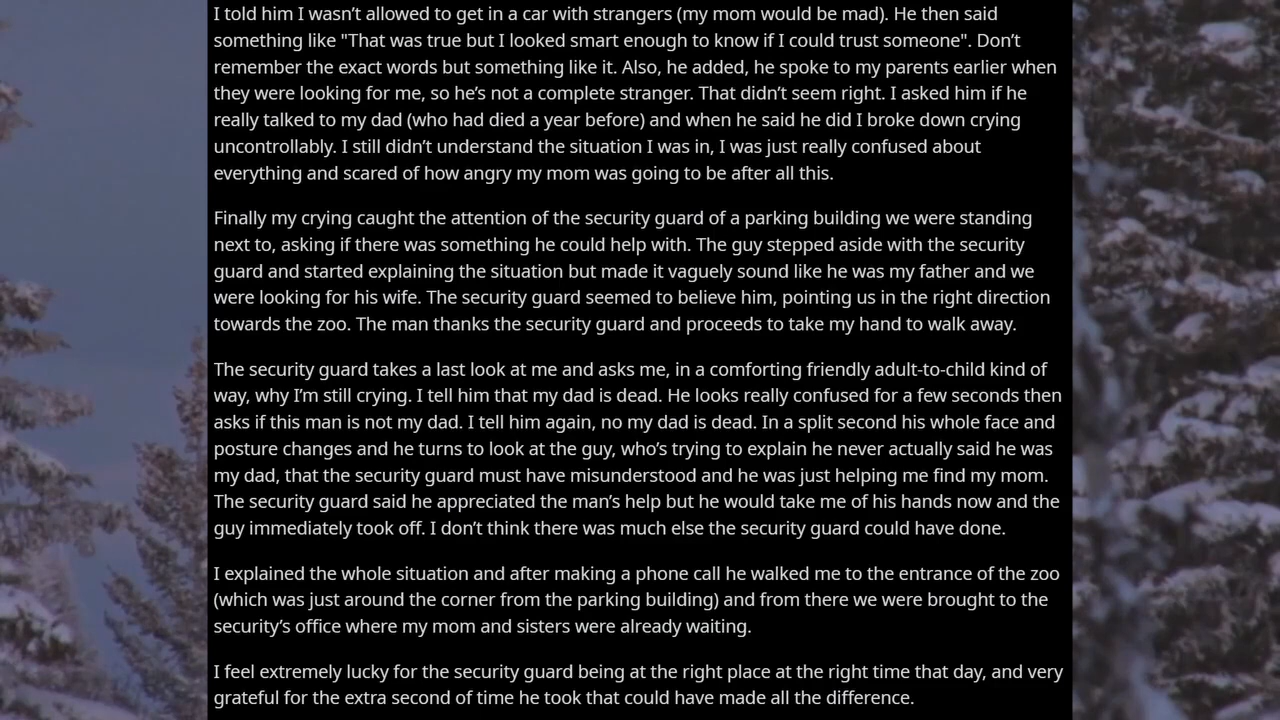 I told him I wasn’t allowed to get in a car with strangers (my mom would be mad). He then said
something like "That was true but I looked smart enough to know if I could trust someone". Don’t
remember the exact words but something like it. Also, he added, he spoke to my parents earlier when
they were looking for me, so he’s not a complete stranger. That didn’t seem right. I asked him if he
really talked to my dad (who had died a year before) and when he said he did I broke down crying
uncontrollably. I still didn’t understand the situation I was in, I was just really confused about
everything and scared of how angry my mom was going to be after all this.
Finally my crying caught the attention of the security guard of a parking building we were standing
next to, asking if there was something he could help with. The guy stepped aside with the security
guard and started explaining the situation but made it vaguely sound like he was my father and we
were looking for his wife. The security guard seemed to believe him, pointing us in the right direction
towards the zoo. The man thanks the security guard and proceeds to take my hand to walk away.
The security guard takes a last look at me and asks me, in a comforting friendly adult-to-child kind of
way, why I’m still crying. I tell him that my dad is dead. He looks really confused for a few seconds then
asks if this man is not my dad. I tell him again, no my dad is dead. In a split second his whole face and
posture changes and he turns to look at the guy, who’s trying to explain he never actually said he was
my dad, that the security guard must have misunderstood and he was just helping me find my mom.
The security guard said he appreciated the man’s help but he would take me of his hands now and the
guy immediately took off. I don’t think there was much else the security guard could have done.
I explained the whole situation and after making a phone call he walked me to the entrance of the zoo
(which was just around the corner from the parking building) and from there we were brought to the
security’s office where my mom and sisters were already waiting.
I feel extremely lucky for the security guard being at the right place at the right time that day, and very
grateful for the extra second of time he took that could have made all the difference.